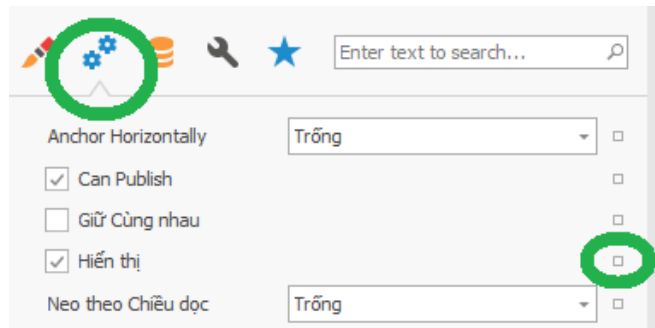 Enter text to search...
Anchor Horizontally Trống
Can Publish
Giữ Cùng nhau
Hiển thị
Neo theo Chiều dọc Trống